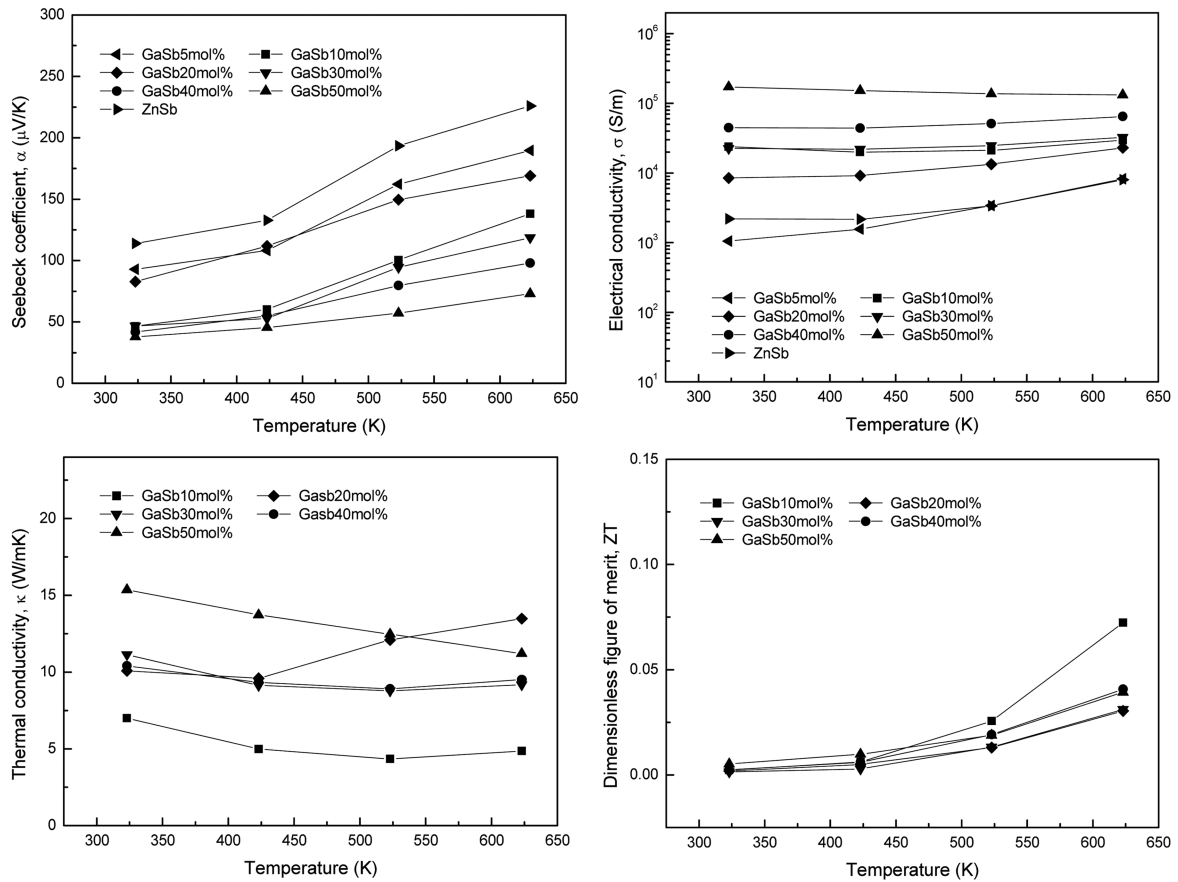 300
250
200
150
100
50
0
Seebeck coefficient, α (μV/K)
GaSb5mol% GaSb10mol%
GaSb20mol% GaSb30mol%
GaSb40mol% GaSb50mol%
ZnSb
300 350 400 450 500 550 600 650
Temperature (K)
10⁶
10⁵
10⁴
10³
10²
10¹
Electrical conductivity, σ (S/m)
GaSb5mol% GaSb10mol%
GaSb20mol% GaSb30mol%
GaSb40mol% GaSb50mol%
ZnSb
300 350 400 450 500 550 600 650
Temperature (K)
20
15
10
5
0
Thermal conductivity, κ (W/mK)
GaSb10mol% Gasb20mol%
GaSb30mol% Gasb40mol%
GaSb50mol%
300 350 400 450 500 550 600 650
Temperature (K)
0.15
0.10
0.05
0.00
Dimensionless figure of merit, ZT
GaSb10mol% GaSb20mol%
GaSb30mol% GaSb40mol%
GaSb50mol%
300 350 400 450 500 550 600 650
Temperature (K)